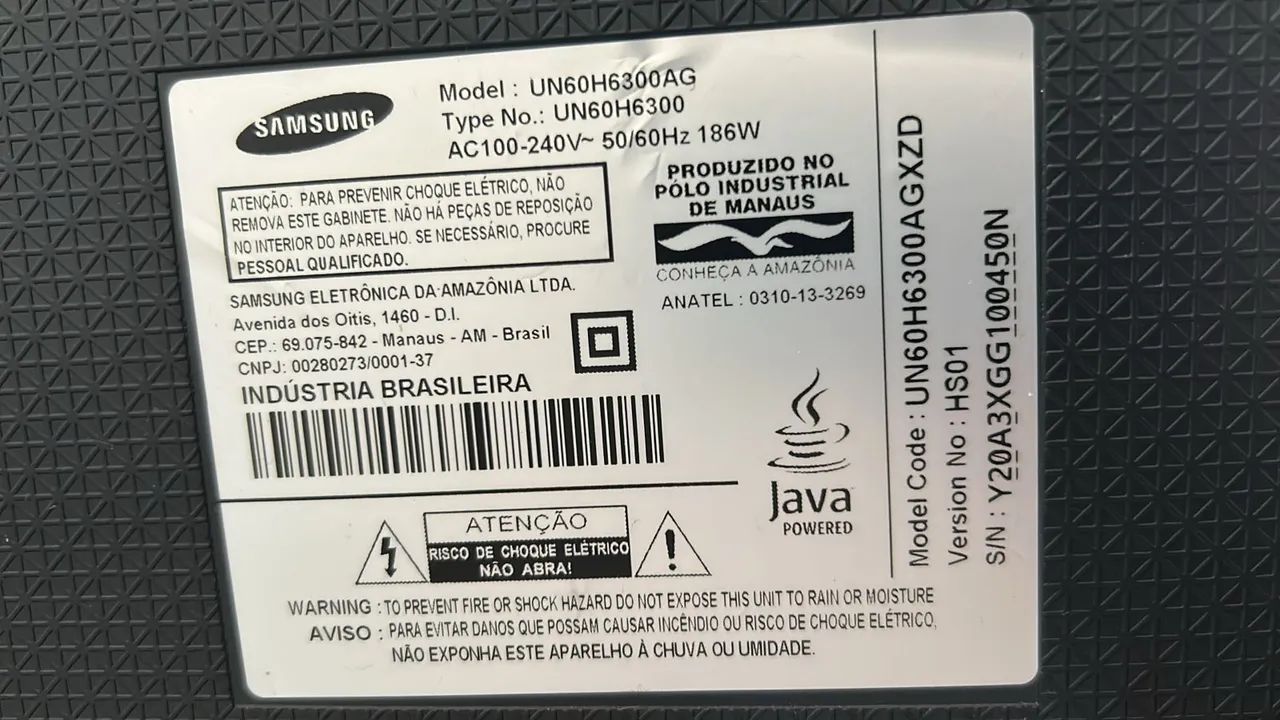 SAMSUNG
Model : UN60H6300AG
Type No.: UN60H6300
AC100-240V~ 50/60Hz 186W
ATENÇÃO: PARA PREVENIR CHOQUE ELÉTRICO, NÃO
REMOVA ESTE GABINETE. NÃO HÁ PEÇAS DE REPOSIÇÃO
NO INTERIOR DO APARELHO. SE NECESSÁRIO, PROCURE
PESSOAL QUALIFICADO.
PRODUZIDO NO
PÓLO INDUSTRIAL
DE MANAUS
CONHEÇA A AMAZÔNIA
ANATEL : 0310-13-3269
SAMSUNG ELETRÔNICA DA AMAZÔNIA LTDA.
Avenida dos Oitis, 1460 - D.I.
CEP.: 69.075-842 - Manaus - AM - Brasil
CNPJ: 00280273/0001-37
INDÚSTRIA BRASILEIRA
Java
POWERED
ATENÇÃO
RISCO DE CHOQUE ELÉTRICO
NÃO ABRA!
WARNING : TO PREVENT FIRE OR SHOCK HAZARD DO NOT EXPOSE THIS UNIT TO RAIN OR MOISTURE
AVISO : PARA EVITAR DANOS QUE POSSAM CAUSAR INCÊNDIO OU RISCO DE CHOQUE ELÉTRICO,
NÃO EXPONHA ESTE APARELHO À CHUVA OU UMIDADE.
Model Code : UN60H6300AGXZD
Version No : HS01
S/N : Y20A3XGG100450N